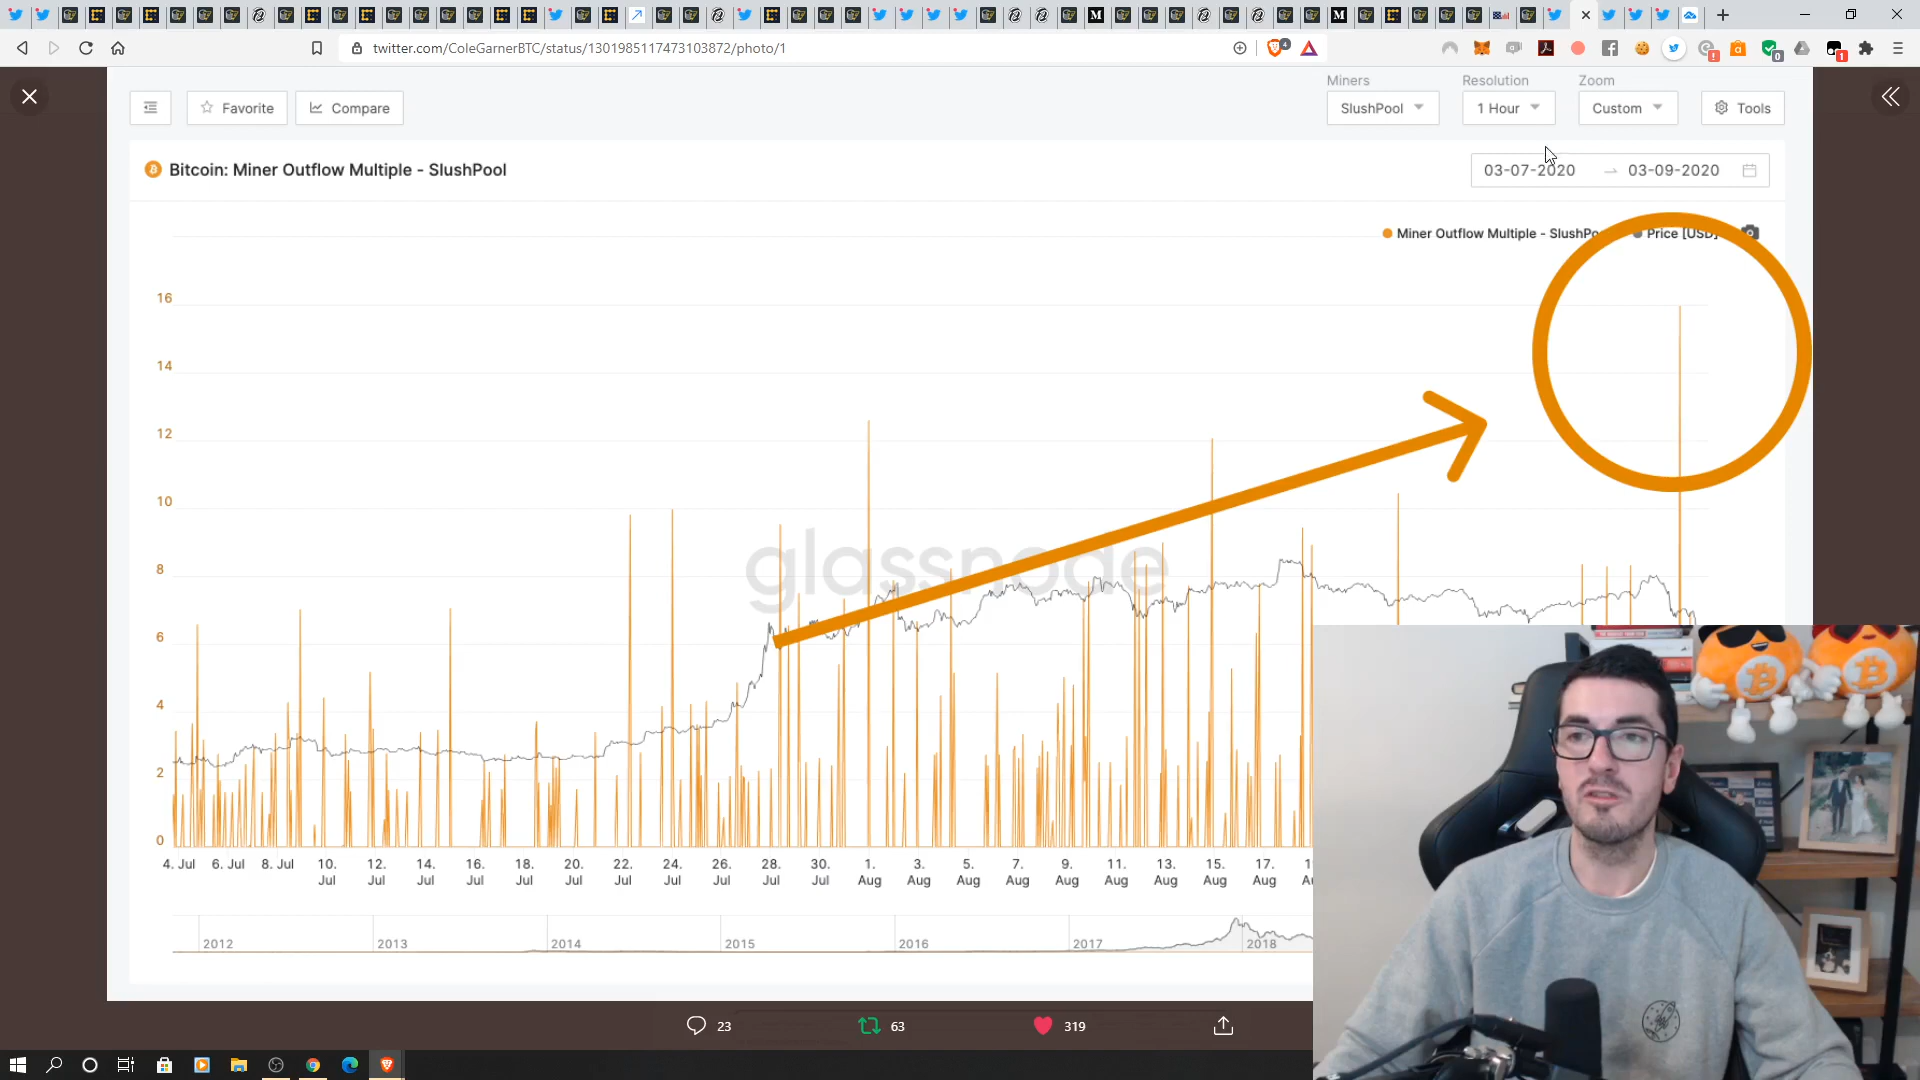 twitter.com/ColeGarnerBTC/status/1301985117473103872/photo/1
Miners
Resolution
Zoom
Favorite
Compare
SlushPool
1 Hour
Custom
Tools
Bitcoin: Miner Outflow Multiple - SlushPool
03-07-2020
03-09-2020
Miner Outflow Multiple - SlushPo
Price [USD]
16
14
12
10
8
6
4
2
0
glassnode
4. Jul
6. Jul
8. Jul
10. Jul
12. Jul
14. Jul
16. Jul
18. Jul
20. Jul
22. Jul
24. Jul
26. Jul
28. Jul
30. Jul
1. Aug
3. Aug
5. Aug
7. Aug
9. Aug
11. Aug
13. Aug
15. Aug
17. Aug
2012
2013
2014
2015
2016
2017
2018
23
63
319